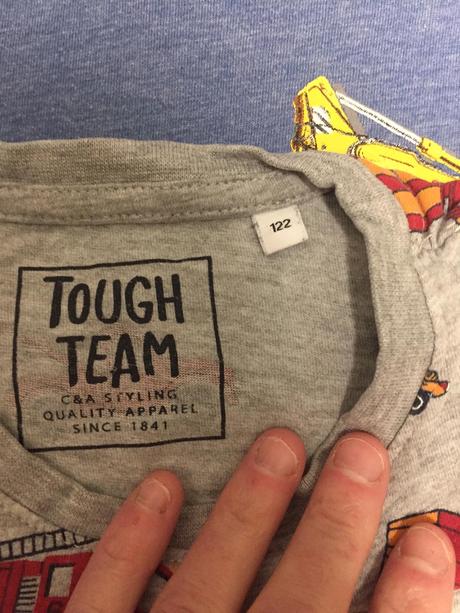 122
TOUGH
TEAM
C&A STYLING
QUALITY APPAREL
SINCE 1841